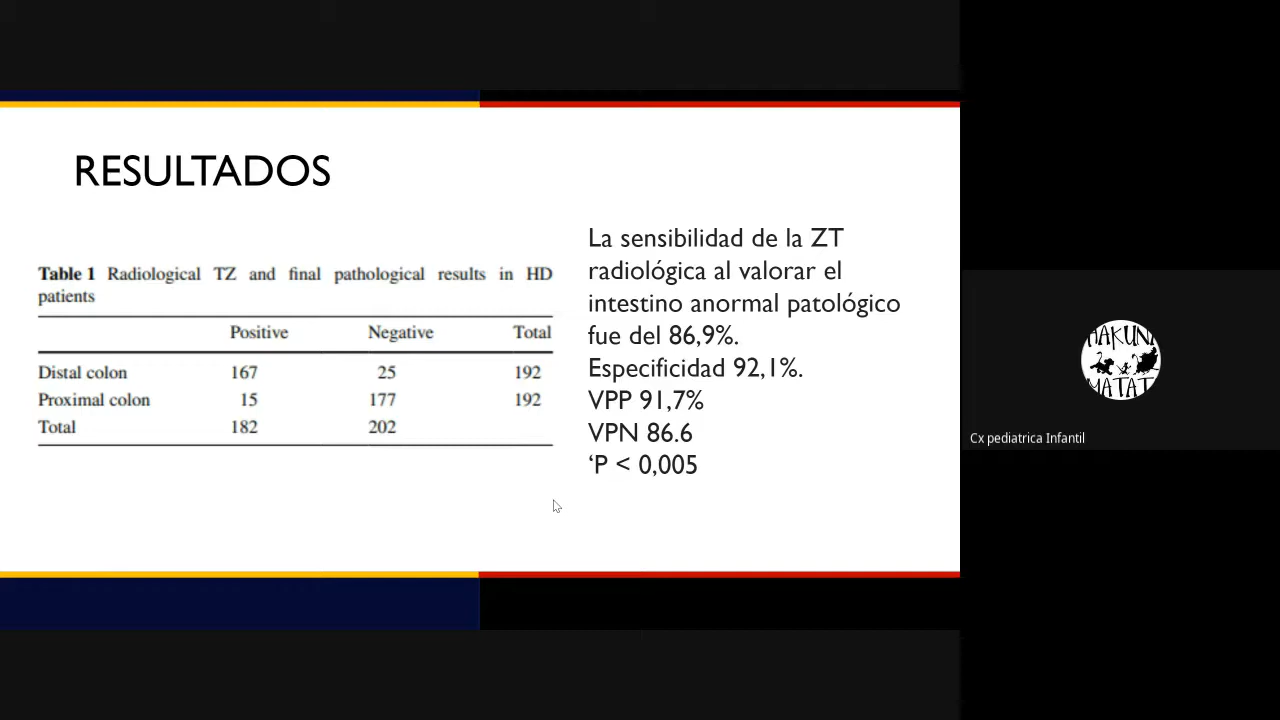 RESULTADOS
Table 1 Radiological TZ and final pathological results in HD
patients
Positive Negative Total
Distal colon 167 25 192
Proximal colon 15 177 192
Total 182 202
La sensibilidad de la ZT
radiológica al valorar el
intestino anormal patológico
fue del 86,9%.
Especificidad 92,1%.
VPP 91,7%
VPN 86.6
‘P < 0,005
HAKUNA
MATAT
Cx pediatrica Infantil